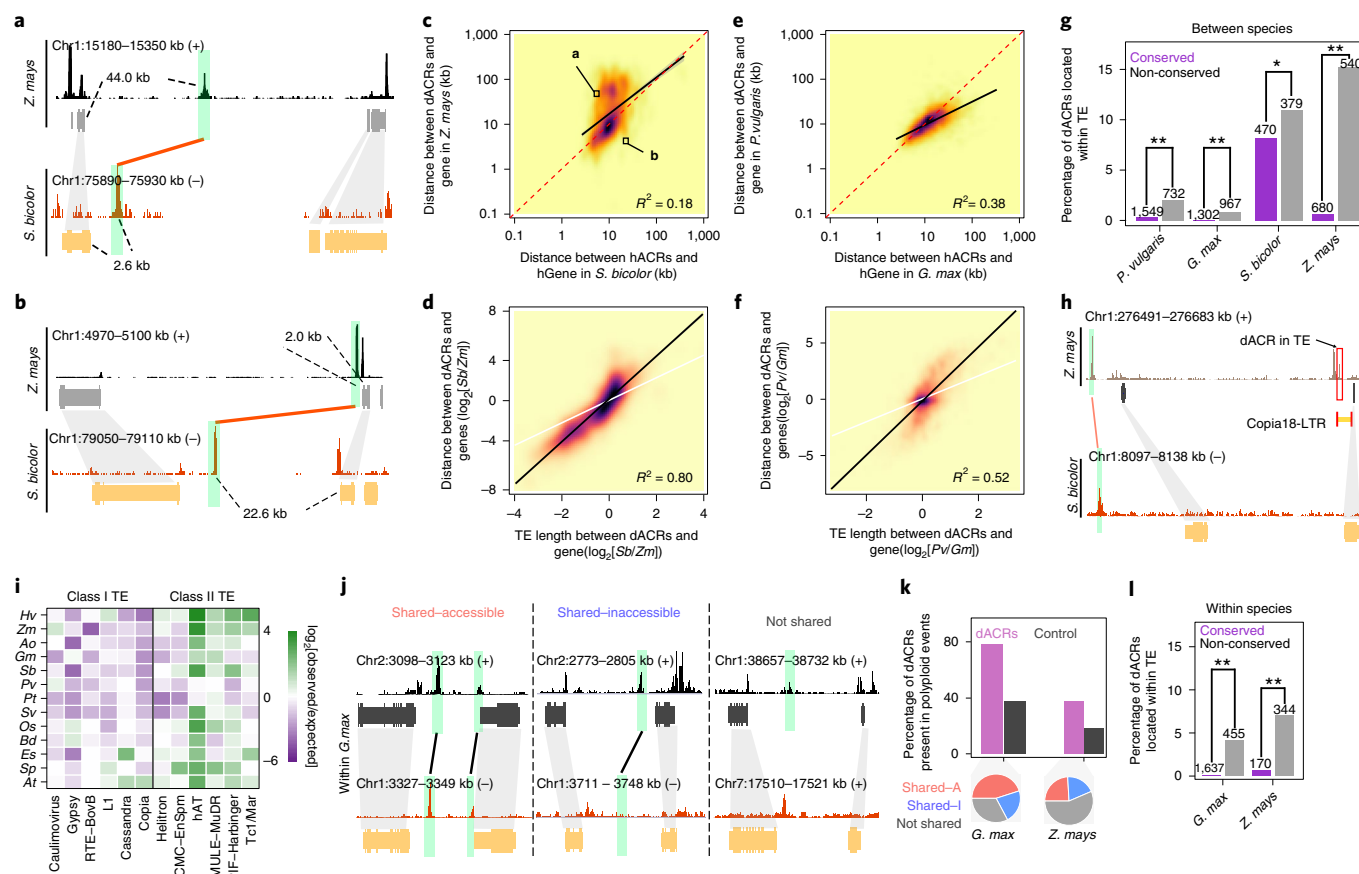 a
Chr1:15180–15350 kb (+)
Z. mays
44.0 kb
Chr1:75890–75930 kb (–)
S. bicolor
2.6 kb
b
Chr1:4970–5100 kb (+)
Z. mays
2.0 kb
Chr1:79050–79110 kb (–)
S. bicolor
22.6 kb
c
Distance between dACRs and
gene in Z. mays (kb)
1,000
100
10
1
0.1
a
b
R² = 0.18
0.1 1 10 100 1,000
Distance between hACRs and
hGene in S. bicolor (kb)
d
Distance between dACRs and
genes (log2[Sb/Zm])
8
4
0
–4
–8
R² = 0.80
–4 –2 0 2 4
TE length between dACRs and
gene(log2[Sb/Zm])
e
Distance between dACRs and
gene in P.vulgaris (kb)
1,000
100
10
1
0.1
R² = 0.38
0.1 1 10 100 1,000
Distance between hACRs and
hGene in G. max (kb)
f
Distance between dACRs and
genes(log2[Pv/Gm])
5
0
–5
R² = 0.52
–2 0 2
TE length between dACRs and
gene(log2[Pv/Gm])
g
Between species
Percentage of dACRs located
within TE
Conserved
Non-conserved
15
10
5
0
**
**
*
**
1,549
732
1,302
967
470
379
680
540
P. vulgaris
G. max
S. bicolor
Z. mays
h
Chr1:276491–276683 kb (+)
Z. mays
dACR in TE
Copia18-LTR
Chr1:8097–8138 kb (–)
S. bicolor
i
Class I TE
Class II TE
Hv
Zm
Ao
Gm
Sb
Pv
Pt
Sv
Os
Bd
Es
Sp
At
Caulimovirus
Gypsy
RTE–BovB
L1
Cassandra
Copia
Helitron
CMC–EnSpm
hAT
MULE–MuDR
PIF–Harbinger
Tc1/Mar
4
0
–6
log2[observed/expected]
j
Shared–accessible
Shared–inaccessible
Not shared
Within G.max
Chr2:3098–3123 kb (+)
Chr2:2773–2805 kb (+)
Chr1:38657–38732 kb (+)
Chr1:3327–3349 kb (–)
Chr1:3711 – 3748 kb (–)
Chr7:17510–17521 kb (+)
k
Percentage of dACRs
present in polyploid events
dACRs
Control
80
40
0
Shared–A
Shared–I
Not shared
G. max
Z. mays
l
Within species
Percentage of dACRs
located within TE
Conserved
Non-conserved
15
10
5
0
**
**
1,637
455
170
344
G. max
Z. mays